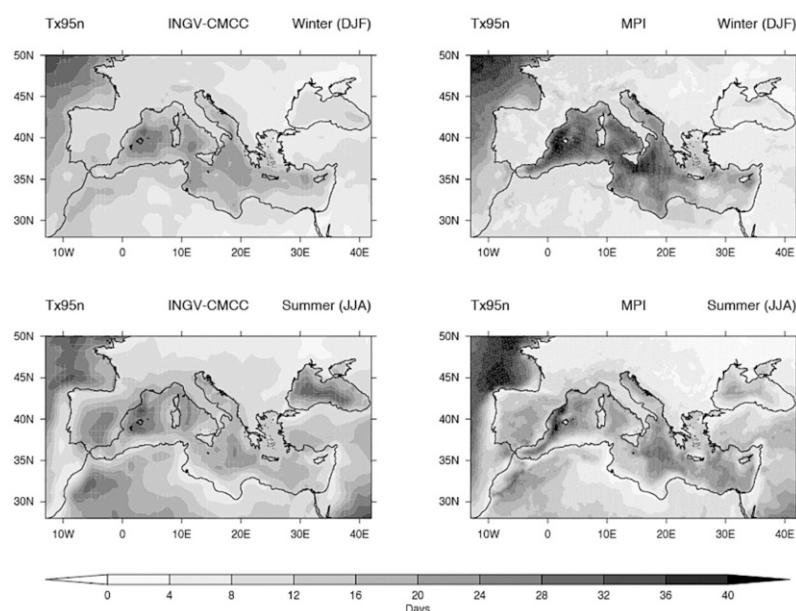 Tx95n INGV-CMCC Winter (DJF)
50N
45N
40N
35N
30N
10W 0 10E 20E 30E 40E
Tx95n MPI Winter (DJF)
50N
45N
40N
35N
30N
10W 0 10E 20E 30E 40E
Tx95n INGV-CMCC Summer (JJA)
50N
45N
40N
35N
30N
10W 0 10E 20E 30E 40E
Tx95n MPI Summer (JJA)
50N
45N
40N
35N
30N
10W 0 10E 20E 30E 40E
0 4 8 12 16 20 24 28 32 36 40
Days